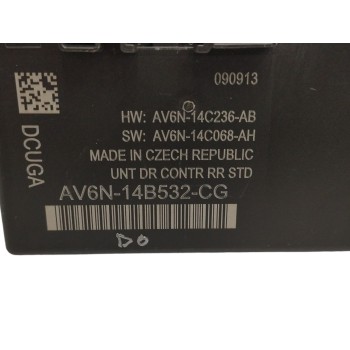 090913
HW: AV6N-14C236-AB
SW: AV6N-14C068-AH
MADE IN CZECH REPUBLIC
UNT DR CONTR RR STD
DCUGA
AV6N-14B532-CG